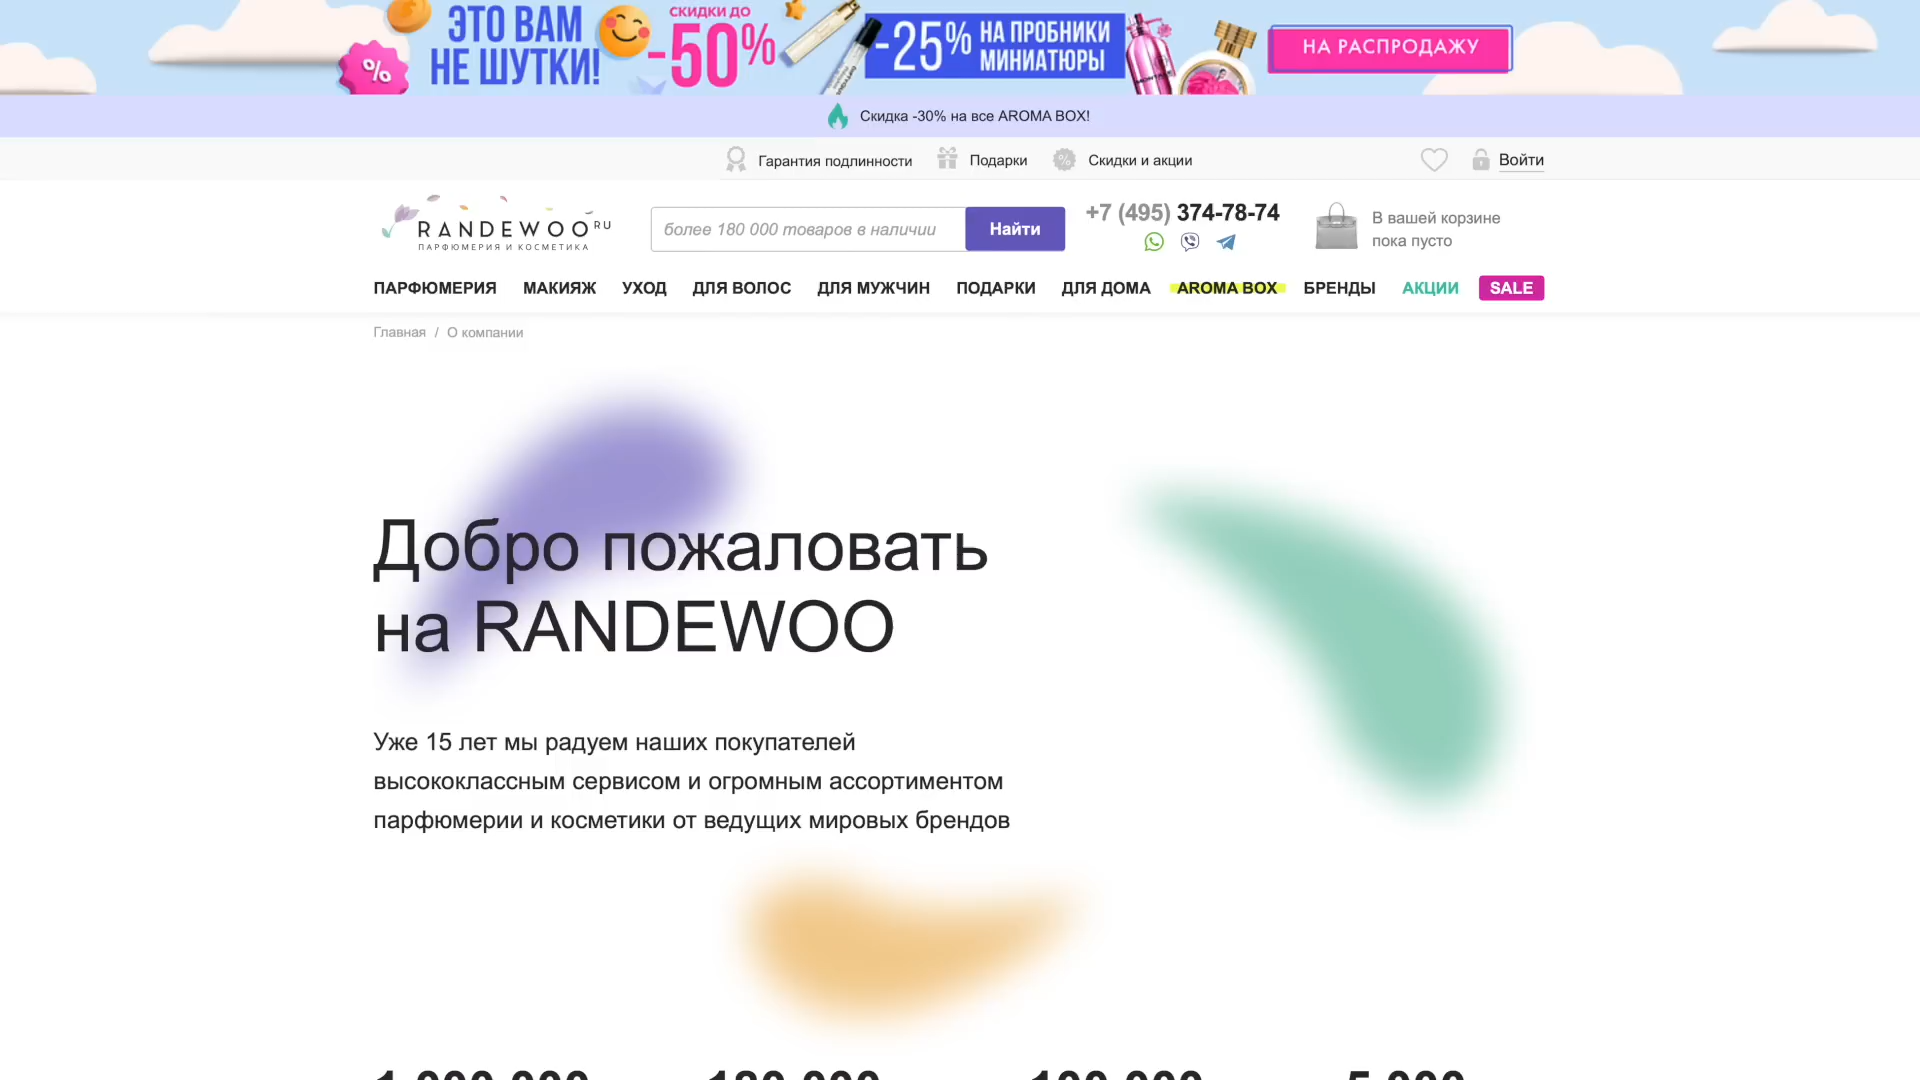 ЭТО ВАМ
НЕ ШУТКИ!
СКИДКИ ДО
-50%
-25% НА ПРОБНИКИ
МИНИАТЮРЫ
НА РАСПРОДАЖУ
Скидка -30% на все AROMA BOX!
Гарантия подлинности
Подарки
Скидки и акции
Войти
RANDEWOO RU
ПАРФЮМЕРИЯ И КОСМЕТИКА
более 180 000 товаров в наличии
Найти
+7 (495) 374-78-74
В вашей корзине
пока пусто
ПАРФЮМЕРИЯ МАКИЯЖ УХОД ДЛЯ ВОЛОС ДЛЯ МУЖЧИН ПОДАРКИ ДЛЯ ДОМА AROMA BOX БРЕНДЫ АКЦИИ SALE
Главная / О компании
Добро пожаловать
на RANDEWOO
Уже 15 лет мы радуем наших покупателей
высококлассным сервисом и огромным ассортиментом
парфюмерии и косметики от ведущих мировых брендов